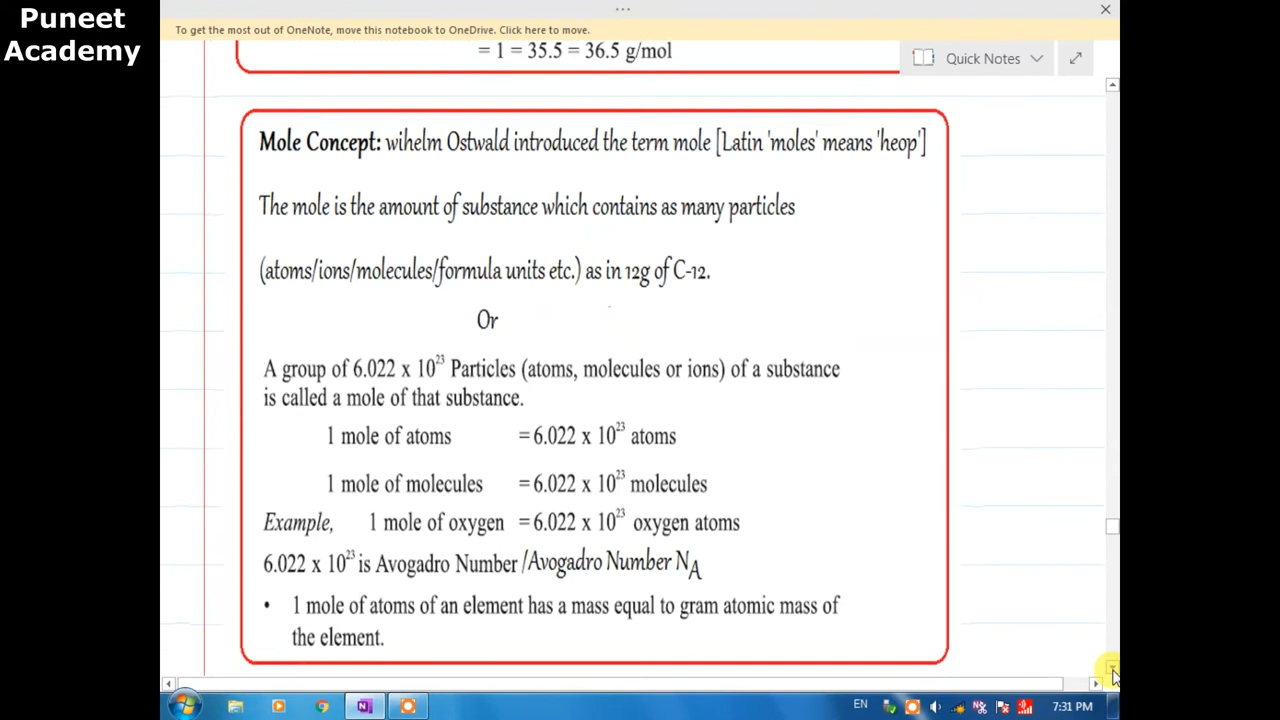 Puneet
Academy
To get the most out of OneNote, move this notebook to OneDrive. Click here to move.
= 1 = 35.5 = 36.5 g/mol
Quick Notes
Mole Concept: wihelm Ostwald introduced the term mole [Latin 'moles' means 'heop']
The mole is the amount of substance which contains as many particles
(atoms/ions/molecules/formula units etc.) as in 12g of C-12.
Or
A group of 6.022 x 10²³ Particles (atoms, molecules or ions) of a substance
is called a mole of that substance.
1 mole of atoms = 6.022 x 10²³ atoms
1 mole of molecules = 6.022 x 10²³ molecules
Example, 1 mole of oxygen = 6.022 x 10²³ oxygen atoms
6.022 x 10²³ is Avogadro Number /Avogadro Number N_A
• 1 mole of atoms of an element has a mass equal to gram atomic mass of
the element.
EN
7:31 PM